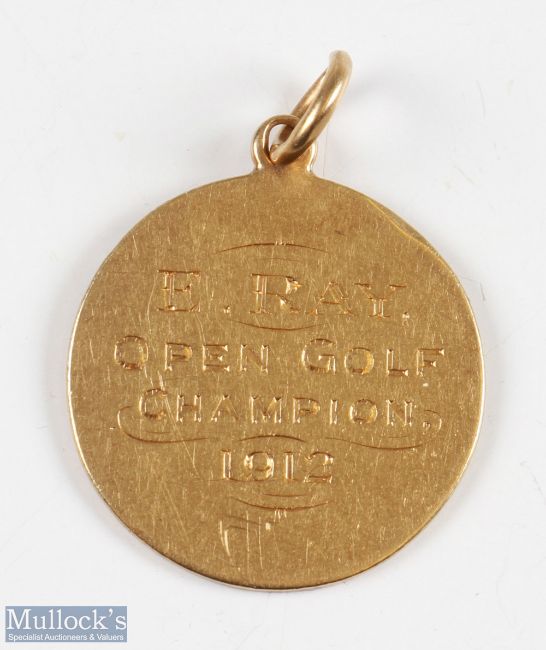 E. RAY.
OPEN GOLF
CHAMPION,
1912
Mullock's
Specialist Auctioneers & Valuers